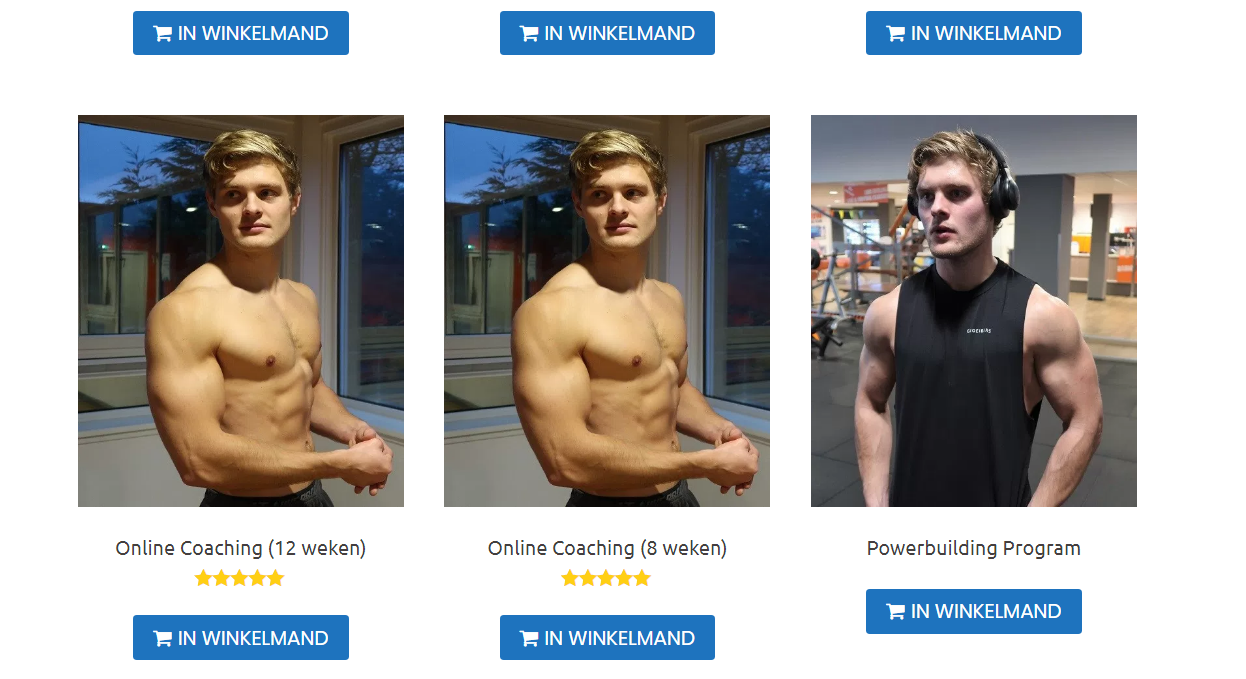 IN WINKELMAND IN WINKELMAND IN WINKELMAND
Online Coaching (12 weken) Online Coaching (8 weken) Powerbuilding Program
IN WINKELMAND IN WINKELMAND IN WINKELMAND